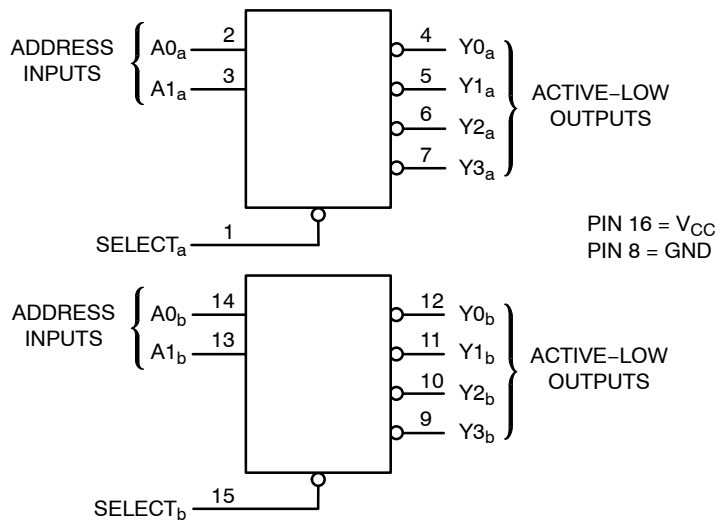 ADDRESS
INPUTS
A0a 2
A1a 3
SELECTa 1
4 Y0a
5 Y1a
6 Y2a
7 Y3a
ACTIVE–LOW
OUTPUTS
PIN 16 = VCC
PIN 8 = GND
ADDRESS
INPUTS
A0b 14
A1b 13
SELECTb 15
12 Y0b
11 Y1b
10 Y2b
9 Y3b
ACTIVE–LOW
OUTPUTS